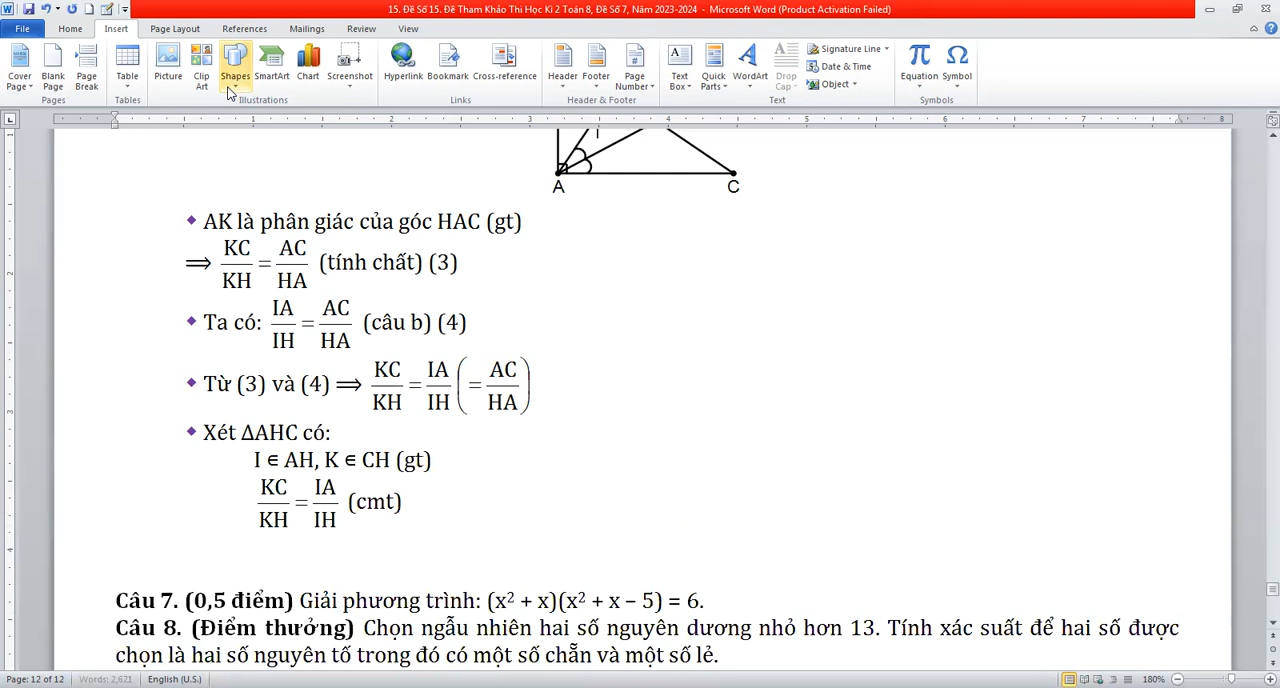 15. Đề Số 15. Đề Tham Khảo Thi Học Kì 2 Toán 8, Đề Số 7, Năm 2023-2024 - Microsoft Word (Product Activation Failed)
File Home Insert Page Layout References Mailings Review View
Cover Page Blank Page Page Break Table Picture Clip Art Shapes SmartArt Chart Screenshot Hyperlink Bookmark Cross-reference Header Footer Page Number Text Box Quick Parts WordArt Drop Cap Signature Line Date & Time Object Equation Symbol
Pages Tables Illustrations Links Header & Footer Text Symbols
1 2 3 4 5 6 7 8
A C
AK là phân giác của góc HAC (gt)
⟹ KC/KH = AC/HA (tính chất) (3)
Ta có: IA/IH = AC/HA (câu b) (4)
Từ (3) và (4) ⟹ KC/KH = IA/IH (= AC/HA)
Xét ΔAHC có:
I ∈ AH, K ∈ CH (gt)
KC/KH = IA/IH (cmt)
Câu 7. (0,5 điểm) Giải phương trình: (x² + x)(x² + x – 5) = 6.
Câu 8. (Điểm thưởng) Chọn ngẫu nhiên hai số nguyên dương nhỏ hơn 13. Tính xác suất để hai số được
chọn là hai số nguyên tố trong đó có một số chẵn và một số lẻ.
Page: 12 of 12 Words: 2,621 English (U.S.) 180%